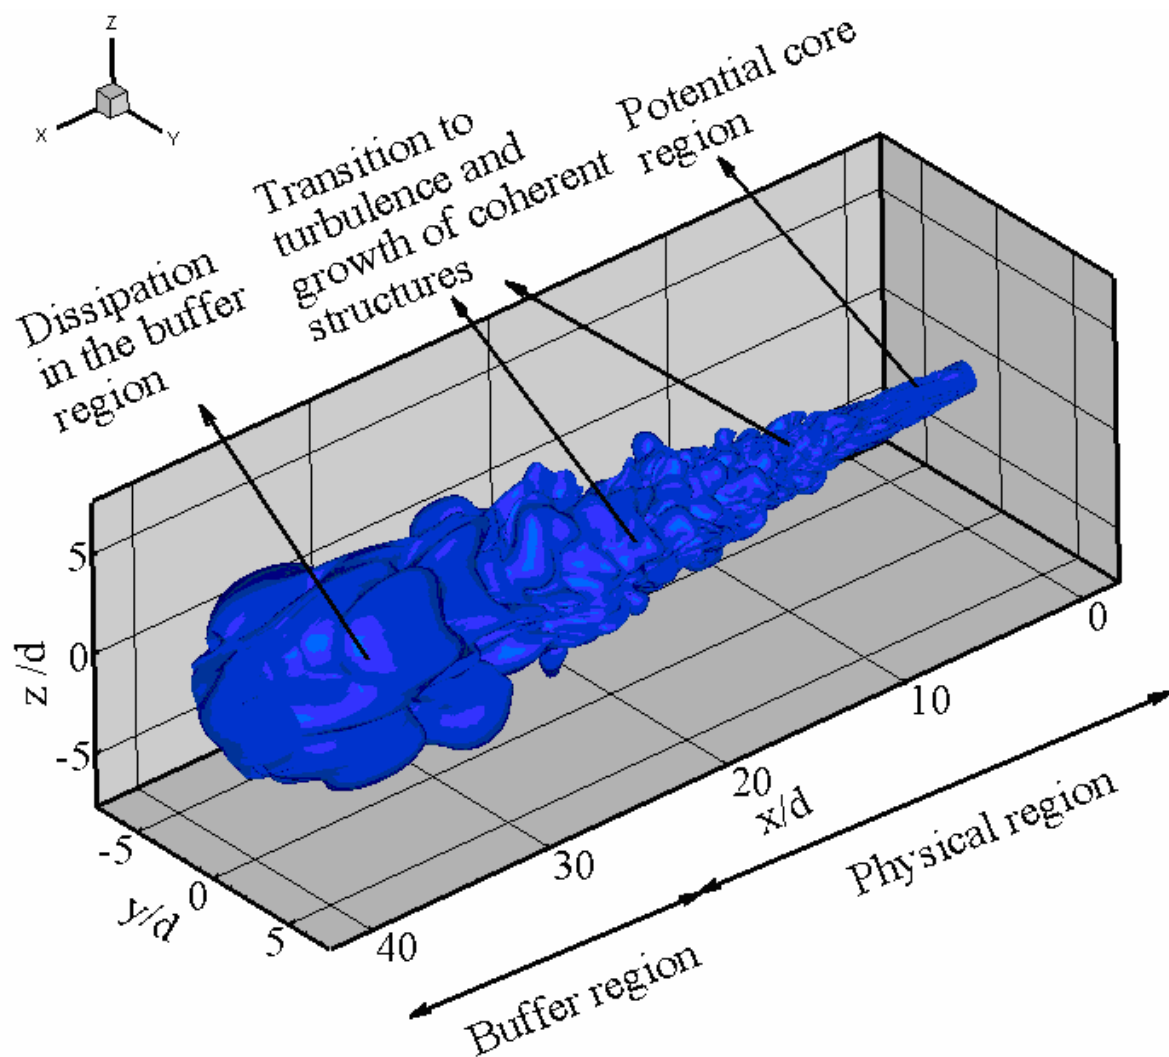 Z
X
Y
Potential core
region
Transition to
turbulence and
growth of coherent
structures
Dissipation
in the buffer
region
5
0
-5
z/d
-5
0
5
y/d
40
30
20
10
0
x/d
Physical region
Buffer region